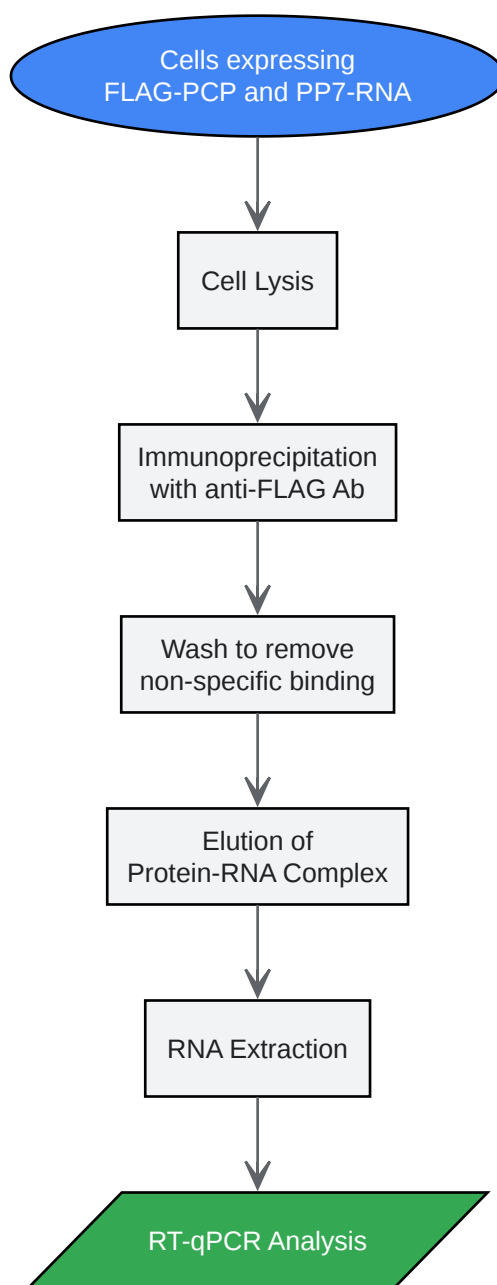 Cells expressing
FLAG-PCP and PP7-RNA
Cell Lysis
Immunoprecipitation
with anti-FLAG Ab
Wash to remove
non-specific binding
Elution of
Protein-RNA Complex
RNA Extraction
RT-qPCR Analysis